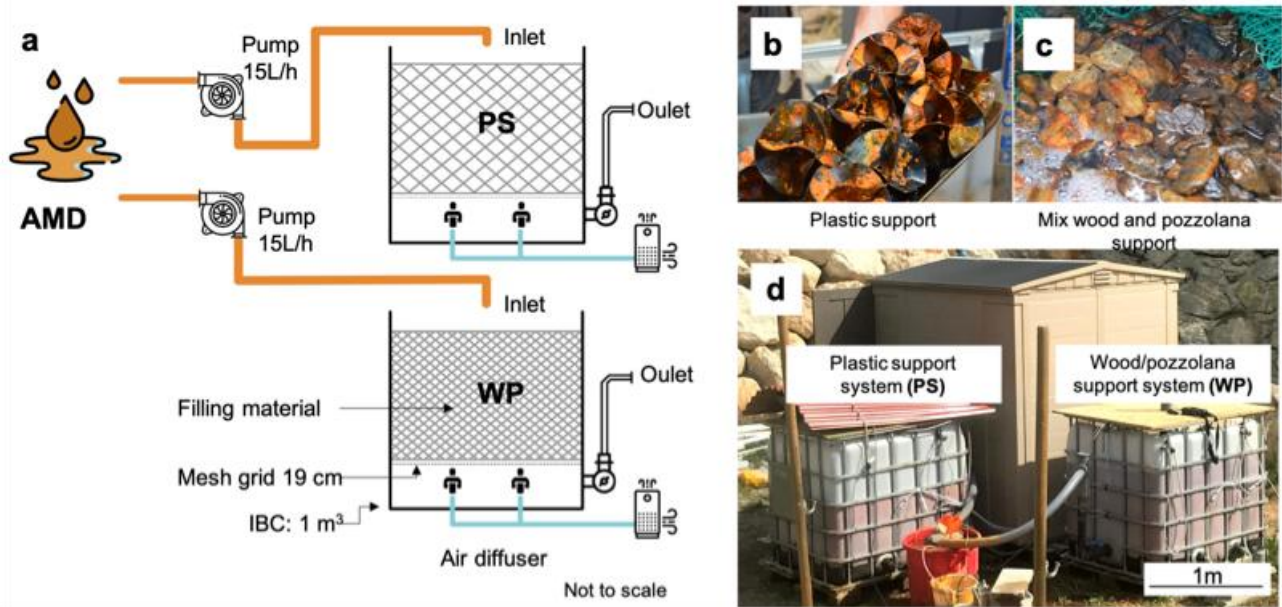 a
Pump
15L/h
Inlet
PS
Oulet
AMD
Pump
15L/h
Inlet
WP
Oulet
Filling material
Mesh grid 19 cm
IBC: 1 m³
Air diffuser
Not to scale
b
Plastic support
c
Mix wood and pozzolana
support
d
Plastic support
system (PS)
Wood/pozzolana
support system (WP)
1m